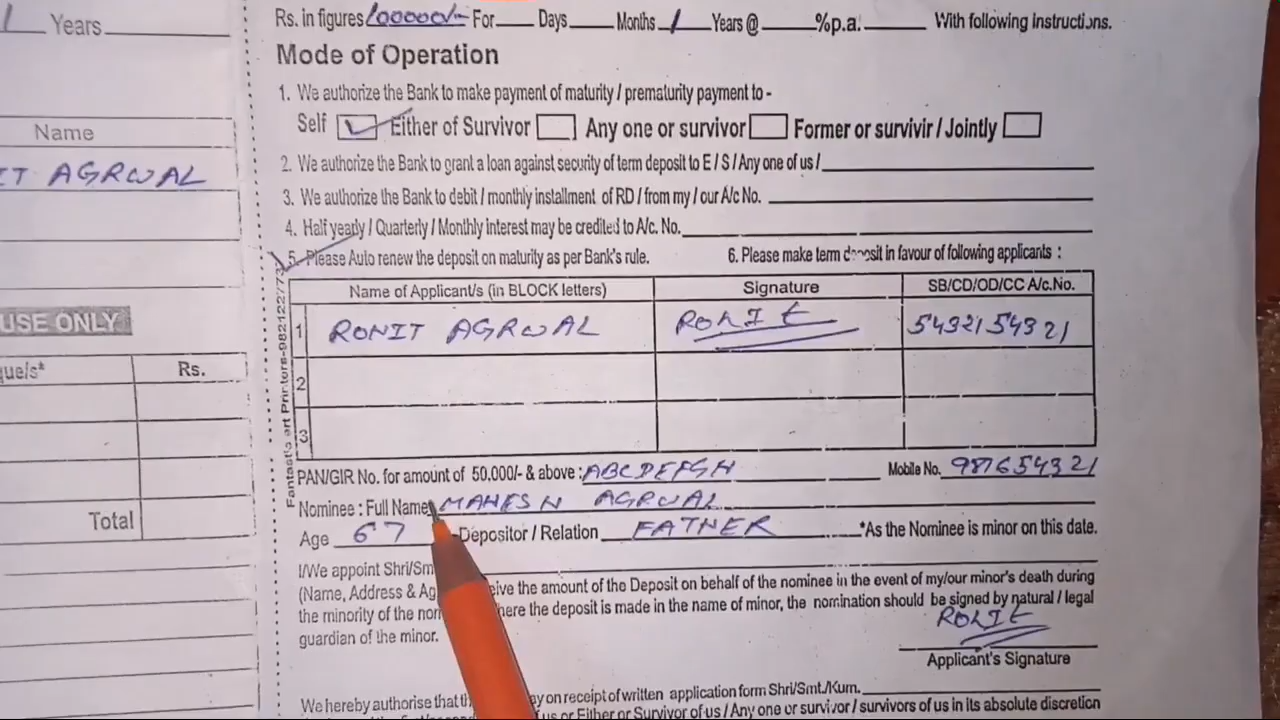 1 Years
Name
IT AGRWAL
USE ONLY
Rs.
Total
Rs. in figures 100000/- For Days Months 1 Years @ %p.a. With following Instructions.
Mode of Operation
1. We authorize the Bank to make payment of maturity / prematurity payment to -
Self Either of Survivor Any one or survivor Former or survivir / Jointly
2. We authorize the Bank to grant a loan against security of term deposit to E / S / Any one of us /
3. We authorize the Bank to debit / monthly installment of RD / from my / our A/c No.
4. Half yearly / Quarterly / Monthly interest may be credited to A/c. No.
5. Please Auto renew the deposit on maturity as per Bank's rule. 6. Please make term deposit in favour of following applicants :
Name of Applicant/s (in BLOCK letters) Signature SB/CD/OD/CC A/c.No.
1 RONIT AGRWAL ROHIT 5432154321
2
3
PAN/GIR No. for amount of 50,000/- & above : ABCDEFGH Mobile No. 987654321
Nominee : Full Name MAHESH AGRWAL
Age 67 Depositor / Relation FATHER *As the Nominee is minor on this date.
I/We appoint Shri/Sm
(Name, Address & Ag eive the amount of the Deposit on behalf of the nominee in the event of my/our minor's death during
the minority of the nom here the deposit is made in the name of minor, the nomination should be signed by natural / legal
guardian of the minor. ROHIT
Applicant's Signature
We hereby authorise that th y on receipt of written application form Shri/Smt./Kum.
of us or Either or Survivor of us / Any one or survivor / survivors of us in its absolute discretion